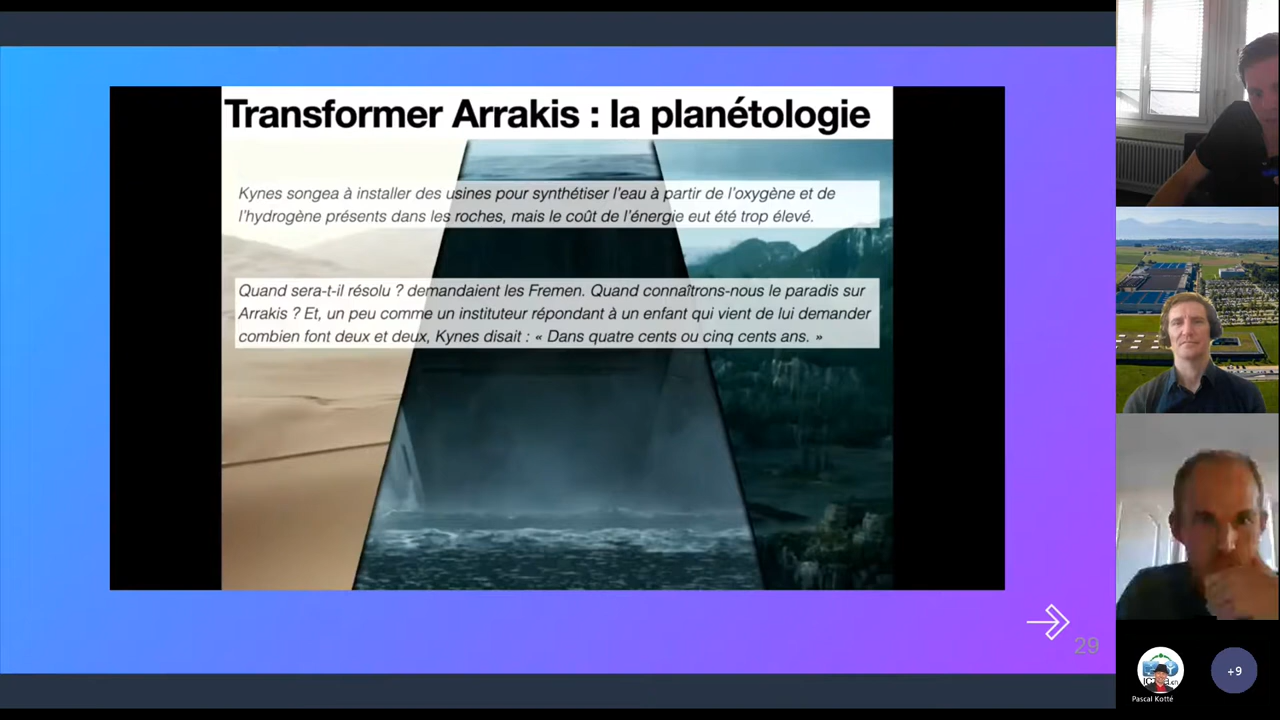 Transformer Arrakis : la planétologie
Kynes songea à installer des usines pour synthétiser l'eau à partir de l'oxygène et de
l'hydrogène présents dans les roches, mais le coût de l'énergie eut été trop élevé.
Quand sera-t-il résolu ? demandaient les Fremen. Quand connaîtrons-nous le paradis sur
Arrakis ? Et, un peu comme un instituteur répondant à un enfant qui vient de lui demander
combien font deux et deux, Kynes disait : « Dans quatre cents ou cinq cents ans. »
29
Pascal Kotté
+9